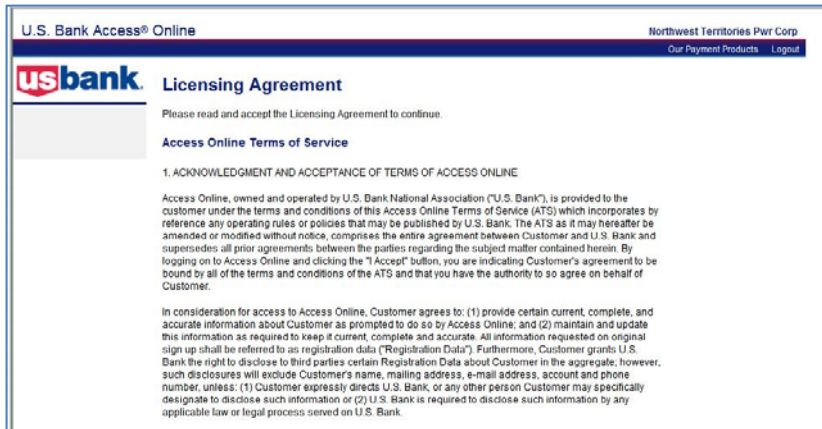 U.S. Bank Access® Online
Northwest Territories Pwr Corp
Our Payment Products Logout
usbank.
Licensing Agreement
Please read and accept the Licensing Agreement to continue.
Access Online Terms of Service
1. ACKNOWLEDGMENT AND ACCEPTANCE OF TERMS OF ACCESS ONLINE
Access Online, owned and operated by U.S. Bank National Association ("U.S. Bank"), is provided to the
customer under the terms and conditions of this Access Online Terms of Service (ATS) which incorporates by
reference any operating rules or policies that may be published by U.S. Bank. The ATS as it may hereafter be
amended or modified without notice, comprises the entire agreement between Customer and U.S. Bank and
supersedes all prior agreements between the parties regarding the subject matter contained herein. By
logging on to Access Online and clicking the "I Accept" button, you are indicating Customer's agreement to be
bound by all of the terms and conditions of the ATS and that you have the authority to so agree on behalf of
Customer.
In consideration for access to Access Online, Customer agrees to: (1) provide certain current, complete, and
accurate information about Customer as prompted to do so by Access Online; and (2) maintain and update
this information as required to keep it current, complete and accurate. All information requested on original
sign up shall be referred to as registration data ("Registration Data"). Furthermore, Customer grants U.S.
Bank the right to disclose to third parties certain Registration Data about Customer in the aggregate; however,
such disclosures will exclude Customer's name, mailing address, e-mail address, account and phone
number, unless: (1) Customer expressly directs U.S. Bank, or any other person Customer may specifically
designate to disclose such information or (2) U.S. Bank is required to disclose such information by any
applicable law or legal process served on U.S. Bank.